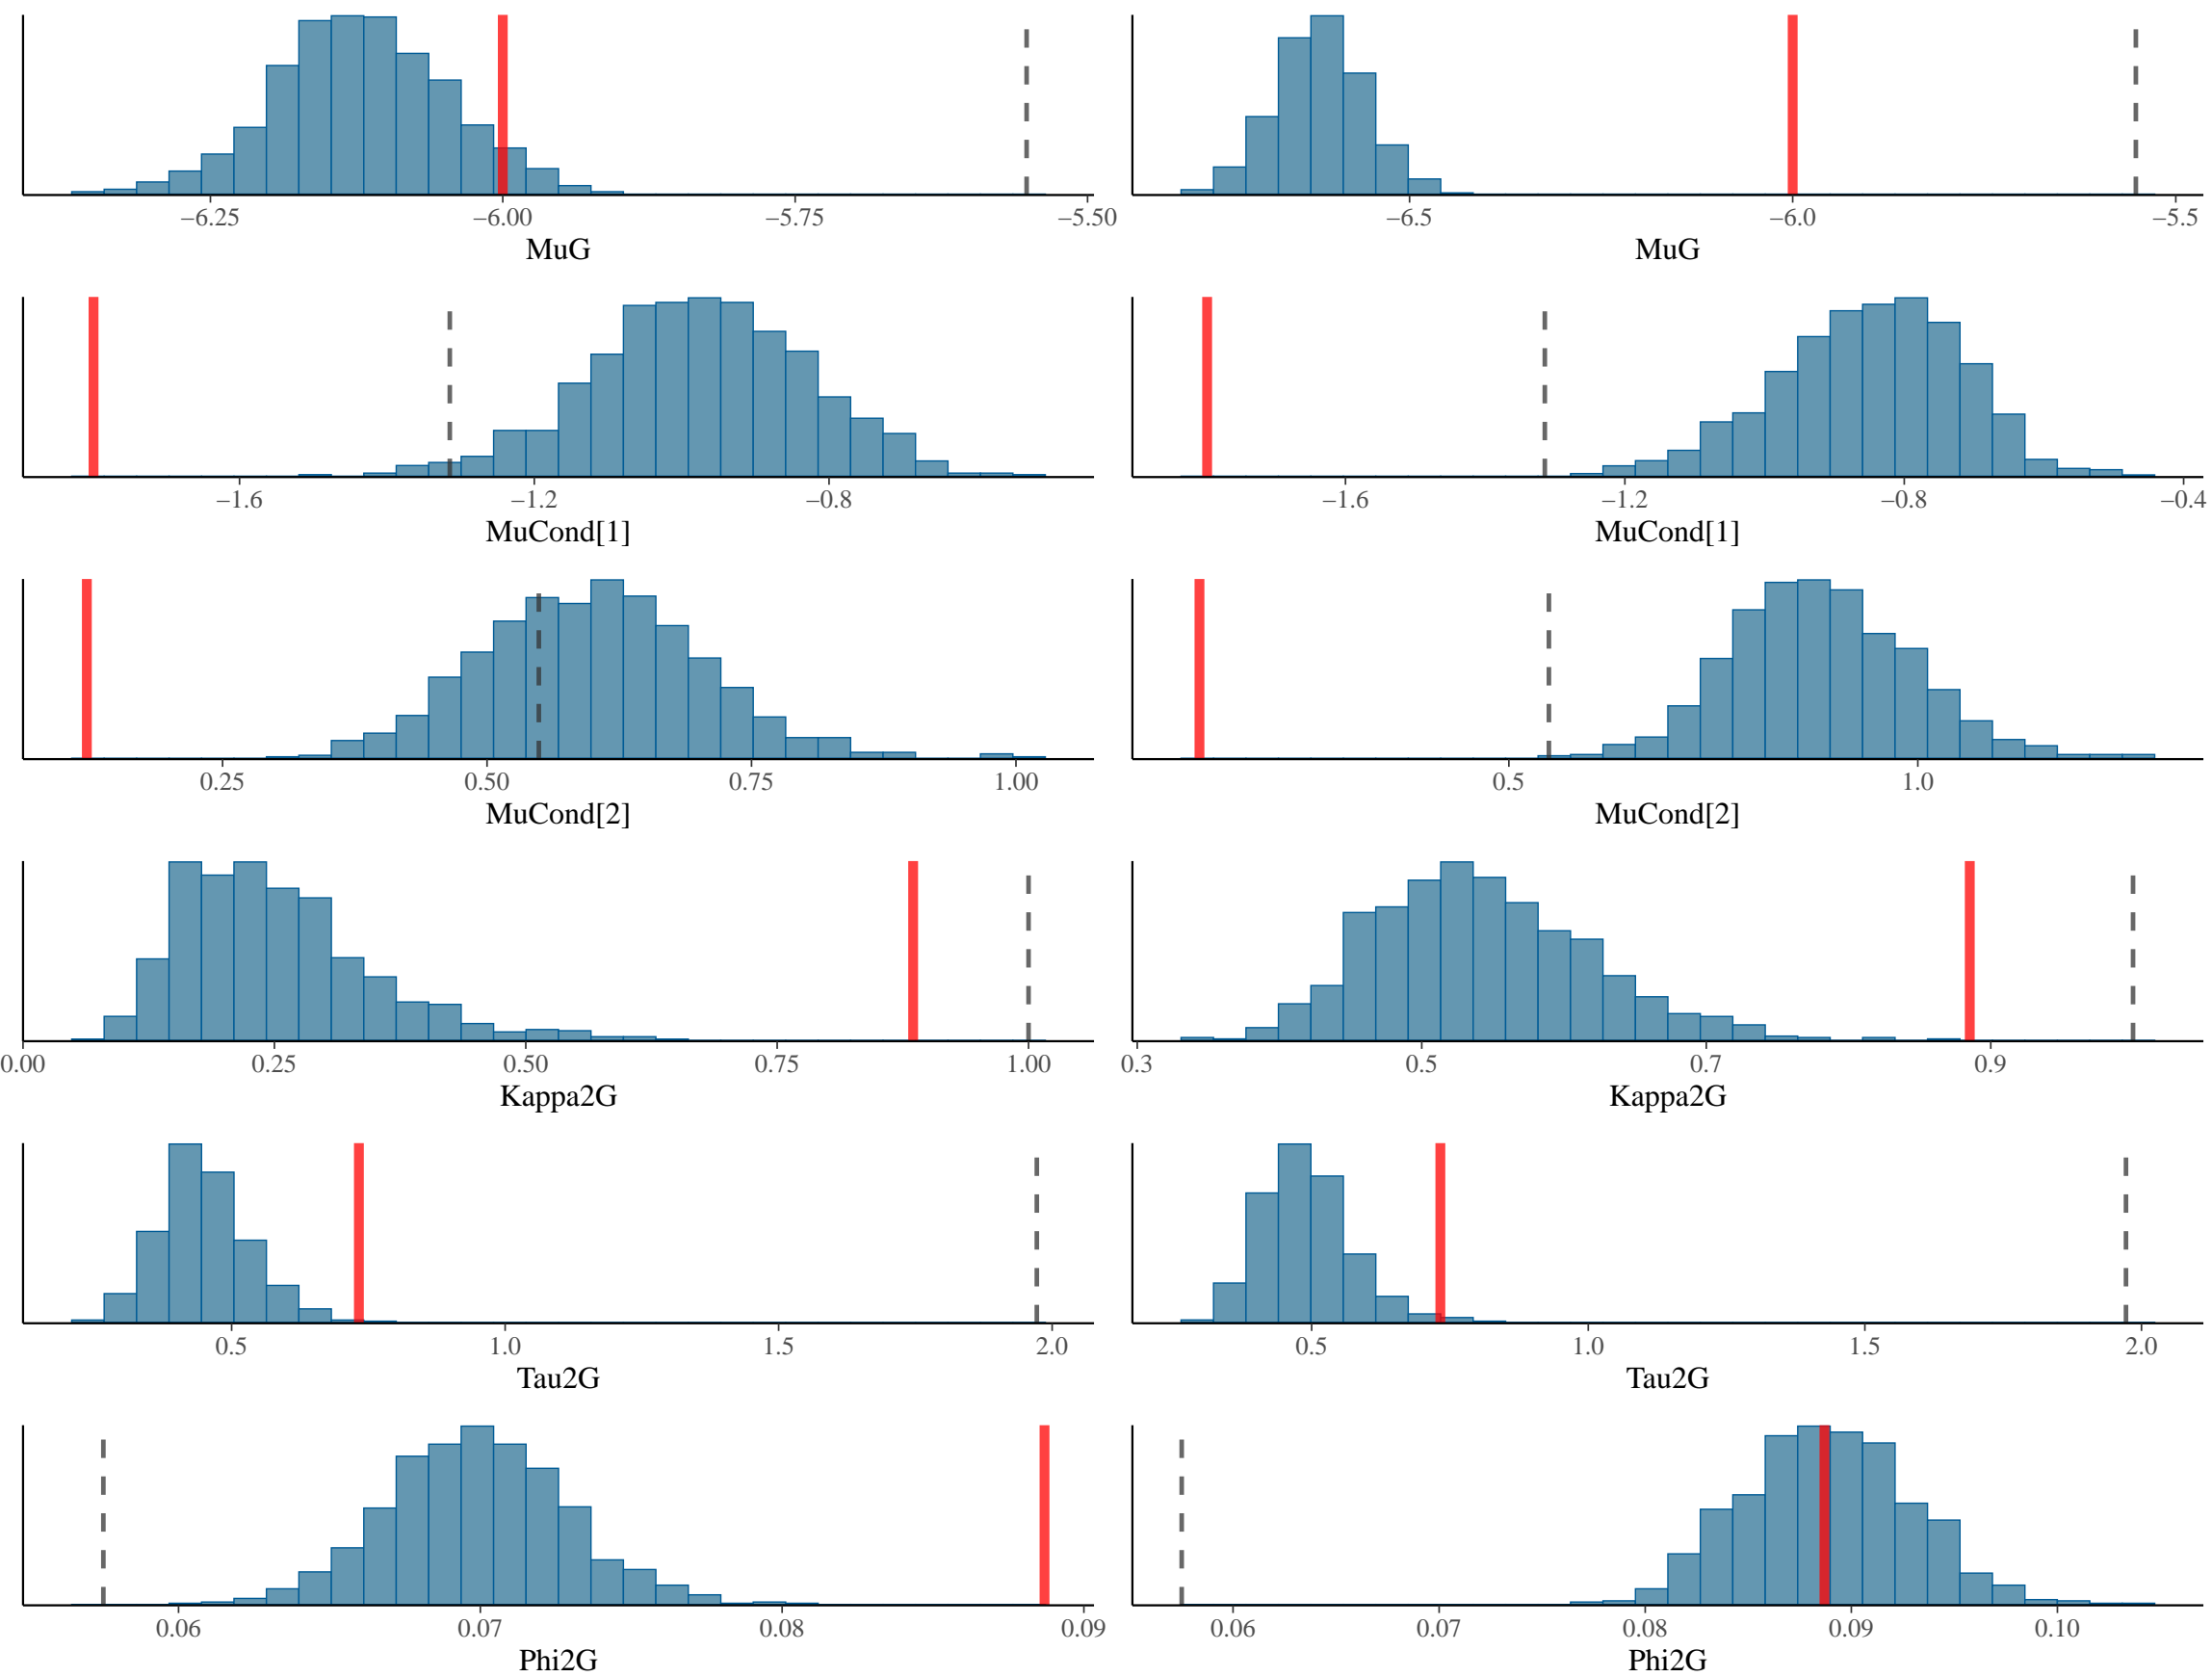 −6.25 −6.00 −5.75 −5.50
MuG
−6.5 −6.0 −5.5
MuG
−1.6 −1.2 −0.8
MuCond[1]
−1.6 −1.2 −0.8 −0.4
MuCond[1]
0.25 0.50 0.75 1.00
MuCond[2]
0.5 1.0
MuCond[2]
0.00 0.25 0.50 0.75 1.00
Kappa2G
0.3 0.5 0.7 0.9
Kappa2G
0.5 1.0 1.5 2.0
Tau2G
0.5 1.0 1.5 2.0
Tau2G
0.06 0.07 0.08 0.09
Phi2G
0.06 0.07 0.08 0.09 0.10
Phi2G